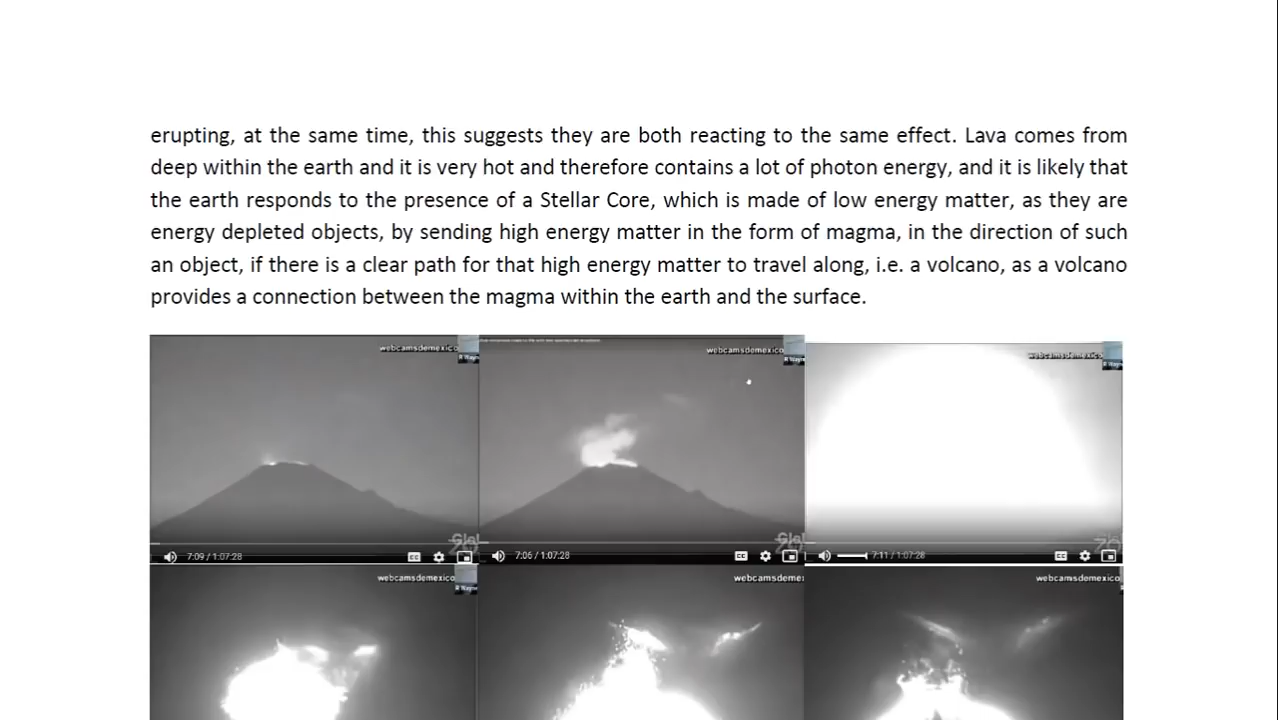 erupting, at the same time, this suggests they are both reacting to the same effect. Lava comes from
deep within the earth and it is very hot and therefore contains a lot of photon energy, and it is likely that
the earth responds to the presence of a Stellar Core, which is made of low energy matter, as they are
energy depleted objects, by sending high energy matter in the form of magma, in the direction of such
an object, if there is a clear path for that high energy matter to travel along, i.e. a volcano, as a volcano
provides a connection between the magma within the earth and the surface.
webcamsdemexico
webcamsdemexico
webcamsdemexico
7:09 / 1:07:28
7:06 / 1:07:28
7:11 / 1:07:28
webcamsdemexico
webcamsdeme
webcamsdemexico